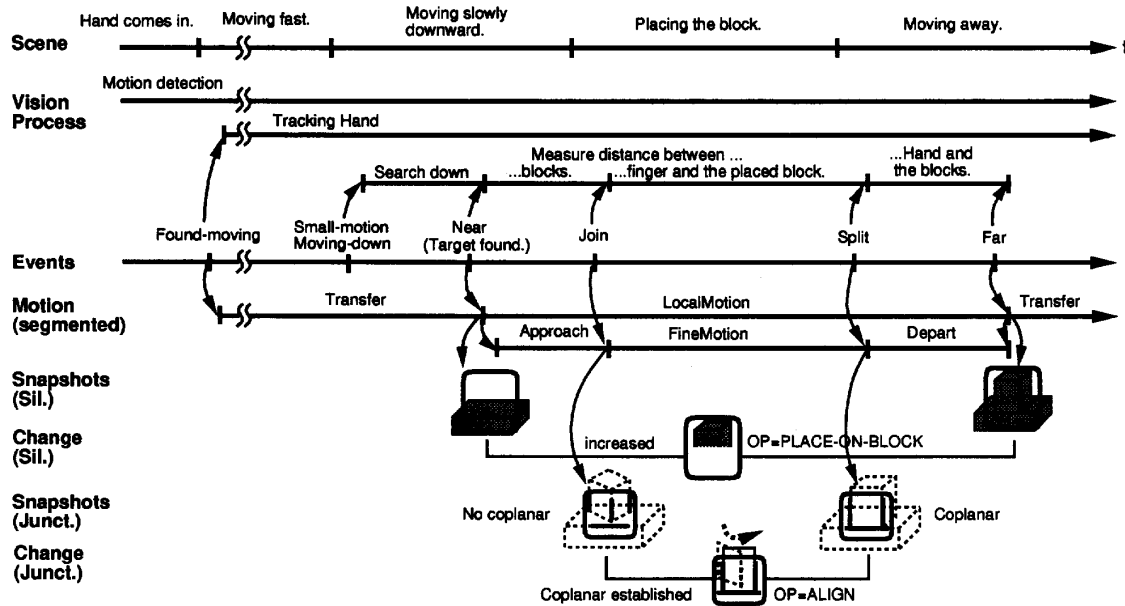 Hand comes in.
Moving fast.
Moving slowly
downward.
Placing the block.
Moving away.
Scene
t
Motion detection
Vision
Process
Tracking Hand
Measure distance between ...
...Hand and
Search down
...blocks.
...finger and the placed block.
the blocks.
Found-moving
Small-motion
Moving-down
Near
(Target found.)
Join
Split
Far
Events
Motion
(segmented)
Transfer
LocalMotion
Transfer
Approach
FineMotion
Depart
Snapshots
(Sil.)
Change
(Sil.)
increased
OP=PLACE-ON-BLOCK
Snapshots
(Junct.)
No coplanar
Coplanar
Change
(Junct.)
Coplanar established
OP=ALIGN